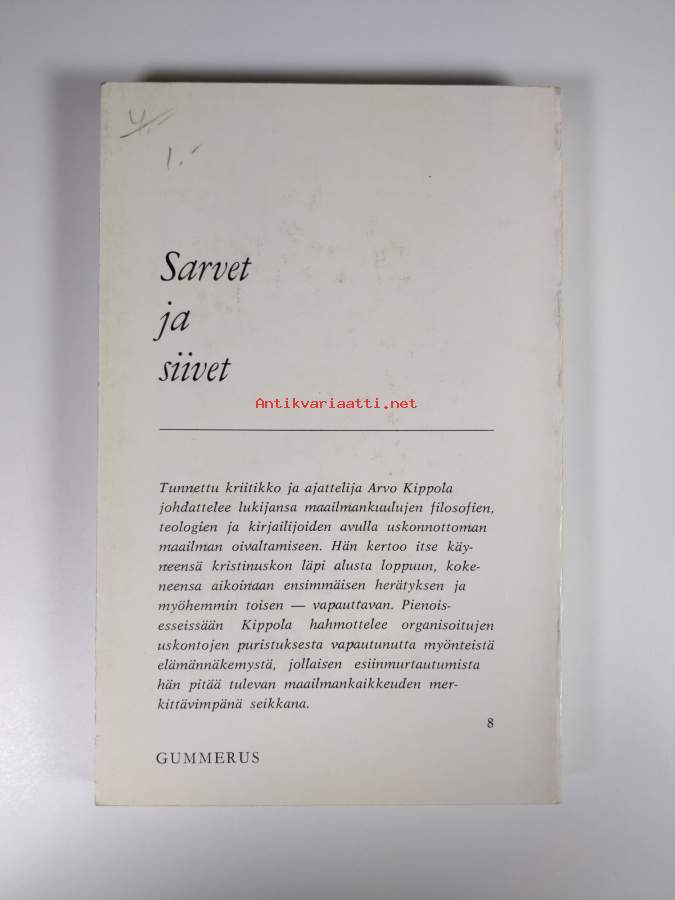 4.-
1.-
Sarvet
ja
siivet
Antikvariaatti.net
Tunnettu kriitikko ja ajattelija Arvo Kippola
johdattelee lukijansa maailmankuulujen filosofien,
teologien ja kirjailijoiden avulla uskonnottoman
maailman oivaltamiseen. Hän kertoo itse käy-
neensä kristinuskon läpi alusta loppuun, koke-
neensa aikoinaan ensimmäisen herätyksen ja
myöhemmin toisen — vapauttavan. Pienois-
esseissään Kippola hahmottelee organisoitujen
uskontojen puristuksesta vapautunutta myönteistä
elämännäkemystä, jollaisen esiinmurtautumista
hän pitää tulevan maailmankaikkeuden mer-
kittävimpänä seikkana.
8
GUMMERUS